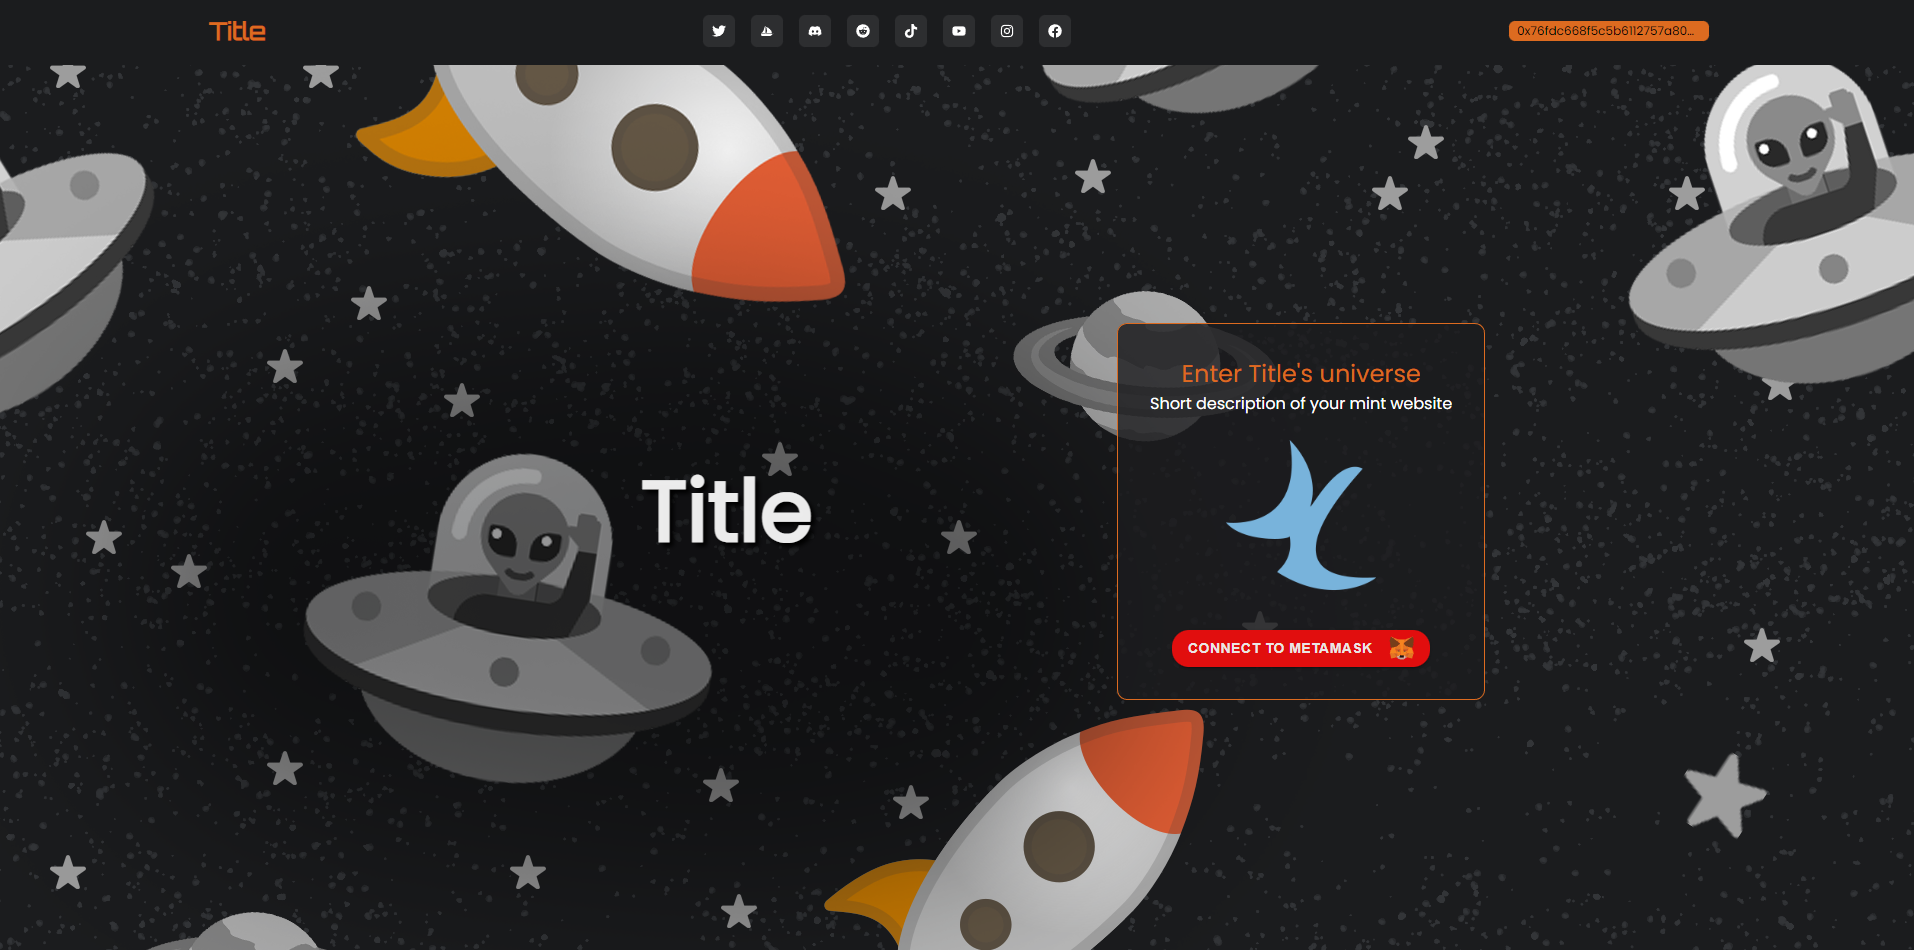 Title
0x76fdc668f5c5b6112757a80...
Enter Title's universe
Short description of your mint website
Title
CONNECT TO METAMASK